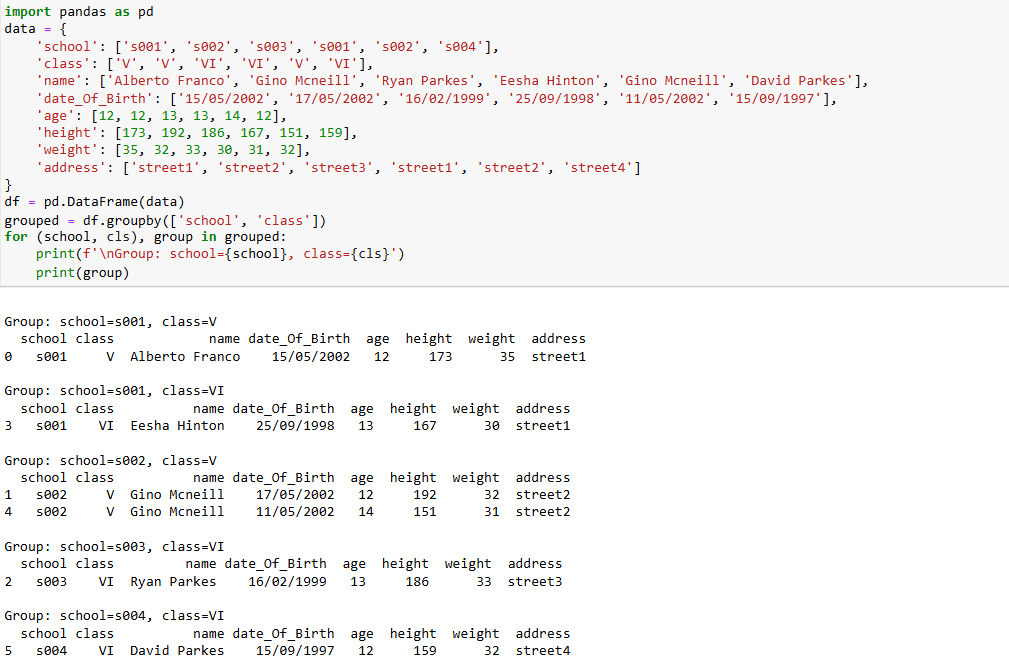 import pandas as pd
data = {
    'school': ['s001', 's002', 's003', 's001', 's002', 's004'],
    'class': ['V', 'V', 'VI', 'VI', 'V', 'VI'],
    'name': ['Alberto Franco', 'Gino Mcneill', 'Ryan Parkes', 'Eesha Hinton', 'Gino Mcneill', 'David Parkes'],
    'date_Of_Birth': ['15/05/2002', '17/05/2002', '16/02/1999', '25/09/1998', '11/05/2002', '15/09/1997'],
    'age': [12, 12, 13, 13, 14, 12],
    'height': [173, 192, 186, 167, 151, 159],
    'weight': [35, 32, 33, 30, 31, 32],
    'address': ['street1', 'street2', 'street3', 'street1', 'street2', 'street4']
}
df = pd.DataFrame(data)
grouped = df.groupby(['school', 'class'])
for (school, cls), group in grouped:
    print(f'\nGroup: school={school}, class={cls}')
    print(group)

Group: school=s001, class=V
  school class            name date_Of_Birth  age  height  weight  address
0   s001     V  Alberto Franco    15/05/2002   12     173      35  street1

Group: school=s001, class=VI
  school class          name date_Of_Birth  age  height  weight  address
3   s001    VI  Eesha Hinton    25/09/1998   13     167      30  street1

Group: school=s002, class=V
  school class          name date_Of_Birth  age  height  weight  address
1   s002     V  Gino Mcneill    17/05/2002   12     192      32  street2
4   s002     V  Gino Mcneill    11/05/2002   14     151      31  street2

Group: school=s003, class=VI
  school class         name date_Of_Birth  age  height  weight  address
2   s003    VI  Ryan Parkes    16/02/1999   13     186      33  street3

Group: school=s004, class=VI
  school class          name date_Of_Birth  age  height  weight  address
5   s004    VI  David Parkes    15/09/1997   12     159      32  street4